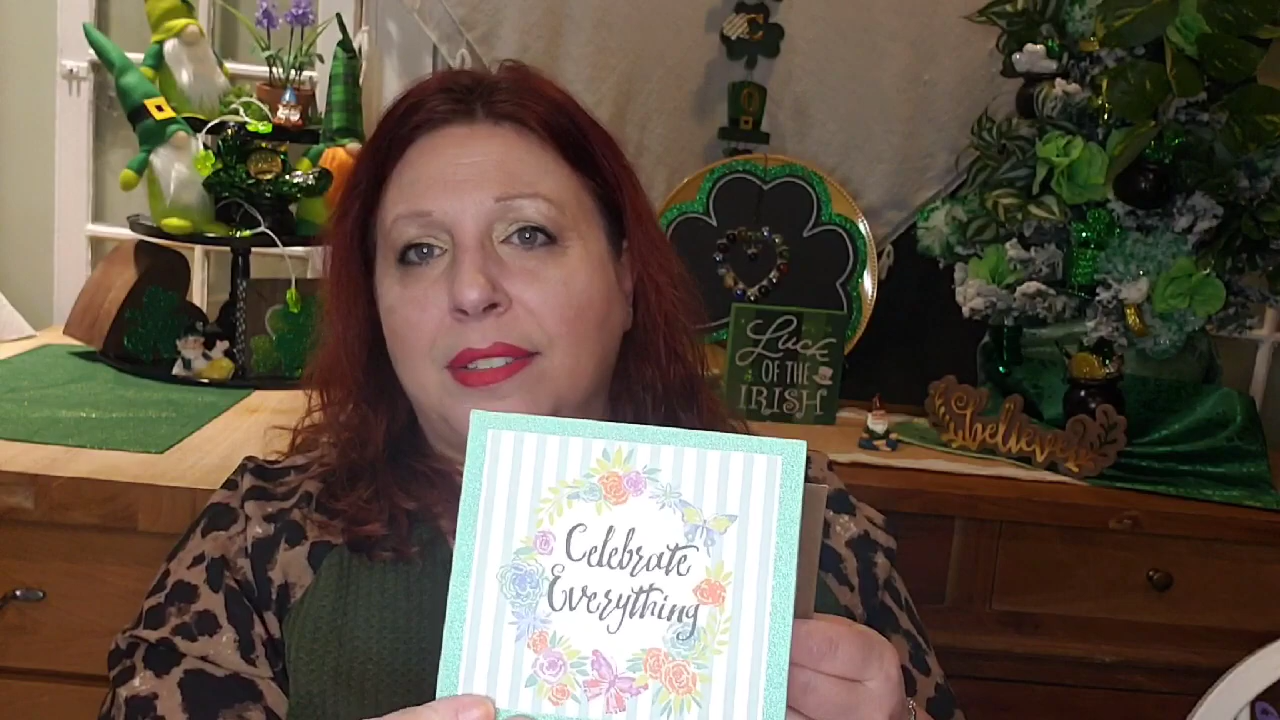 C
O
Luck
OF THE
IRISH
believe
Celebrate
Everything